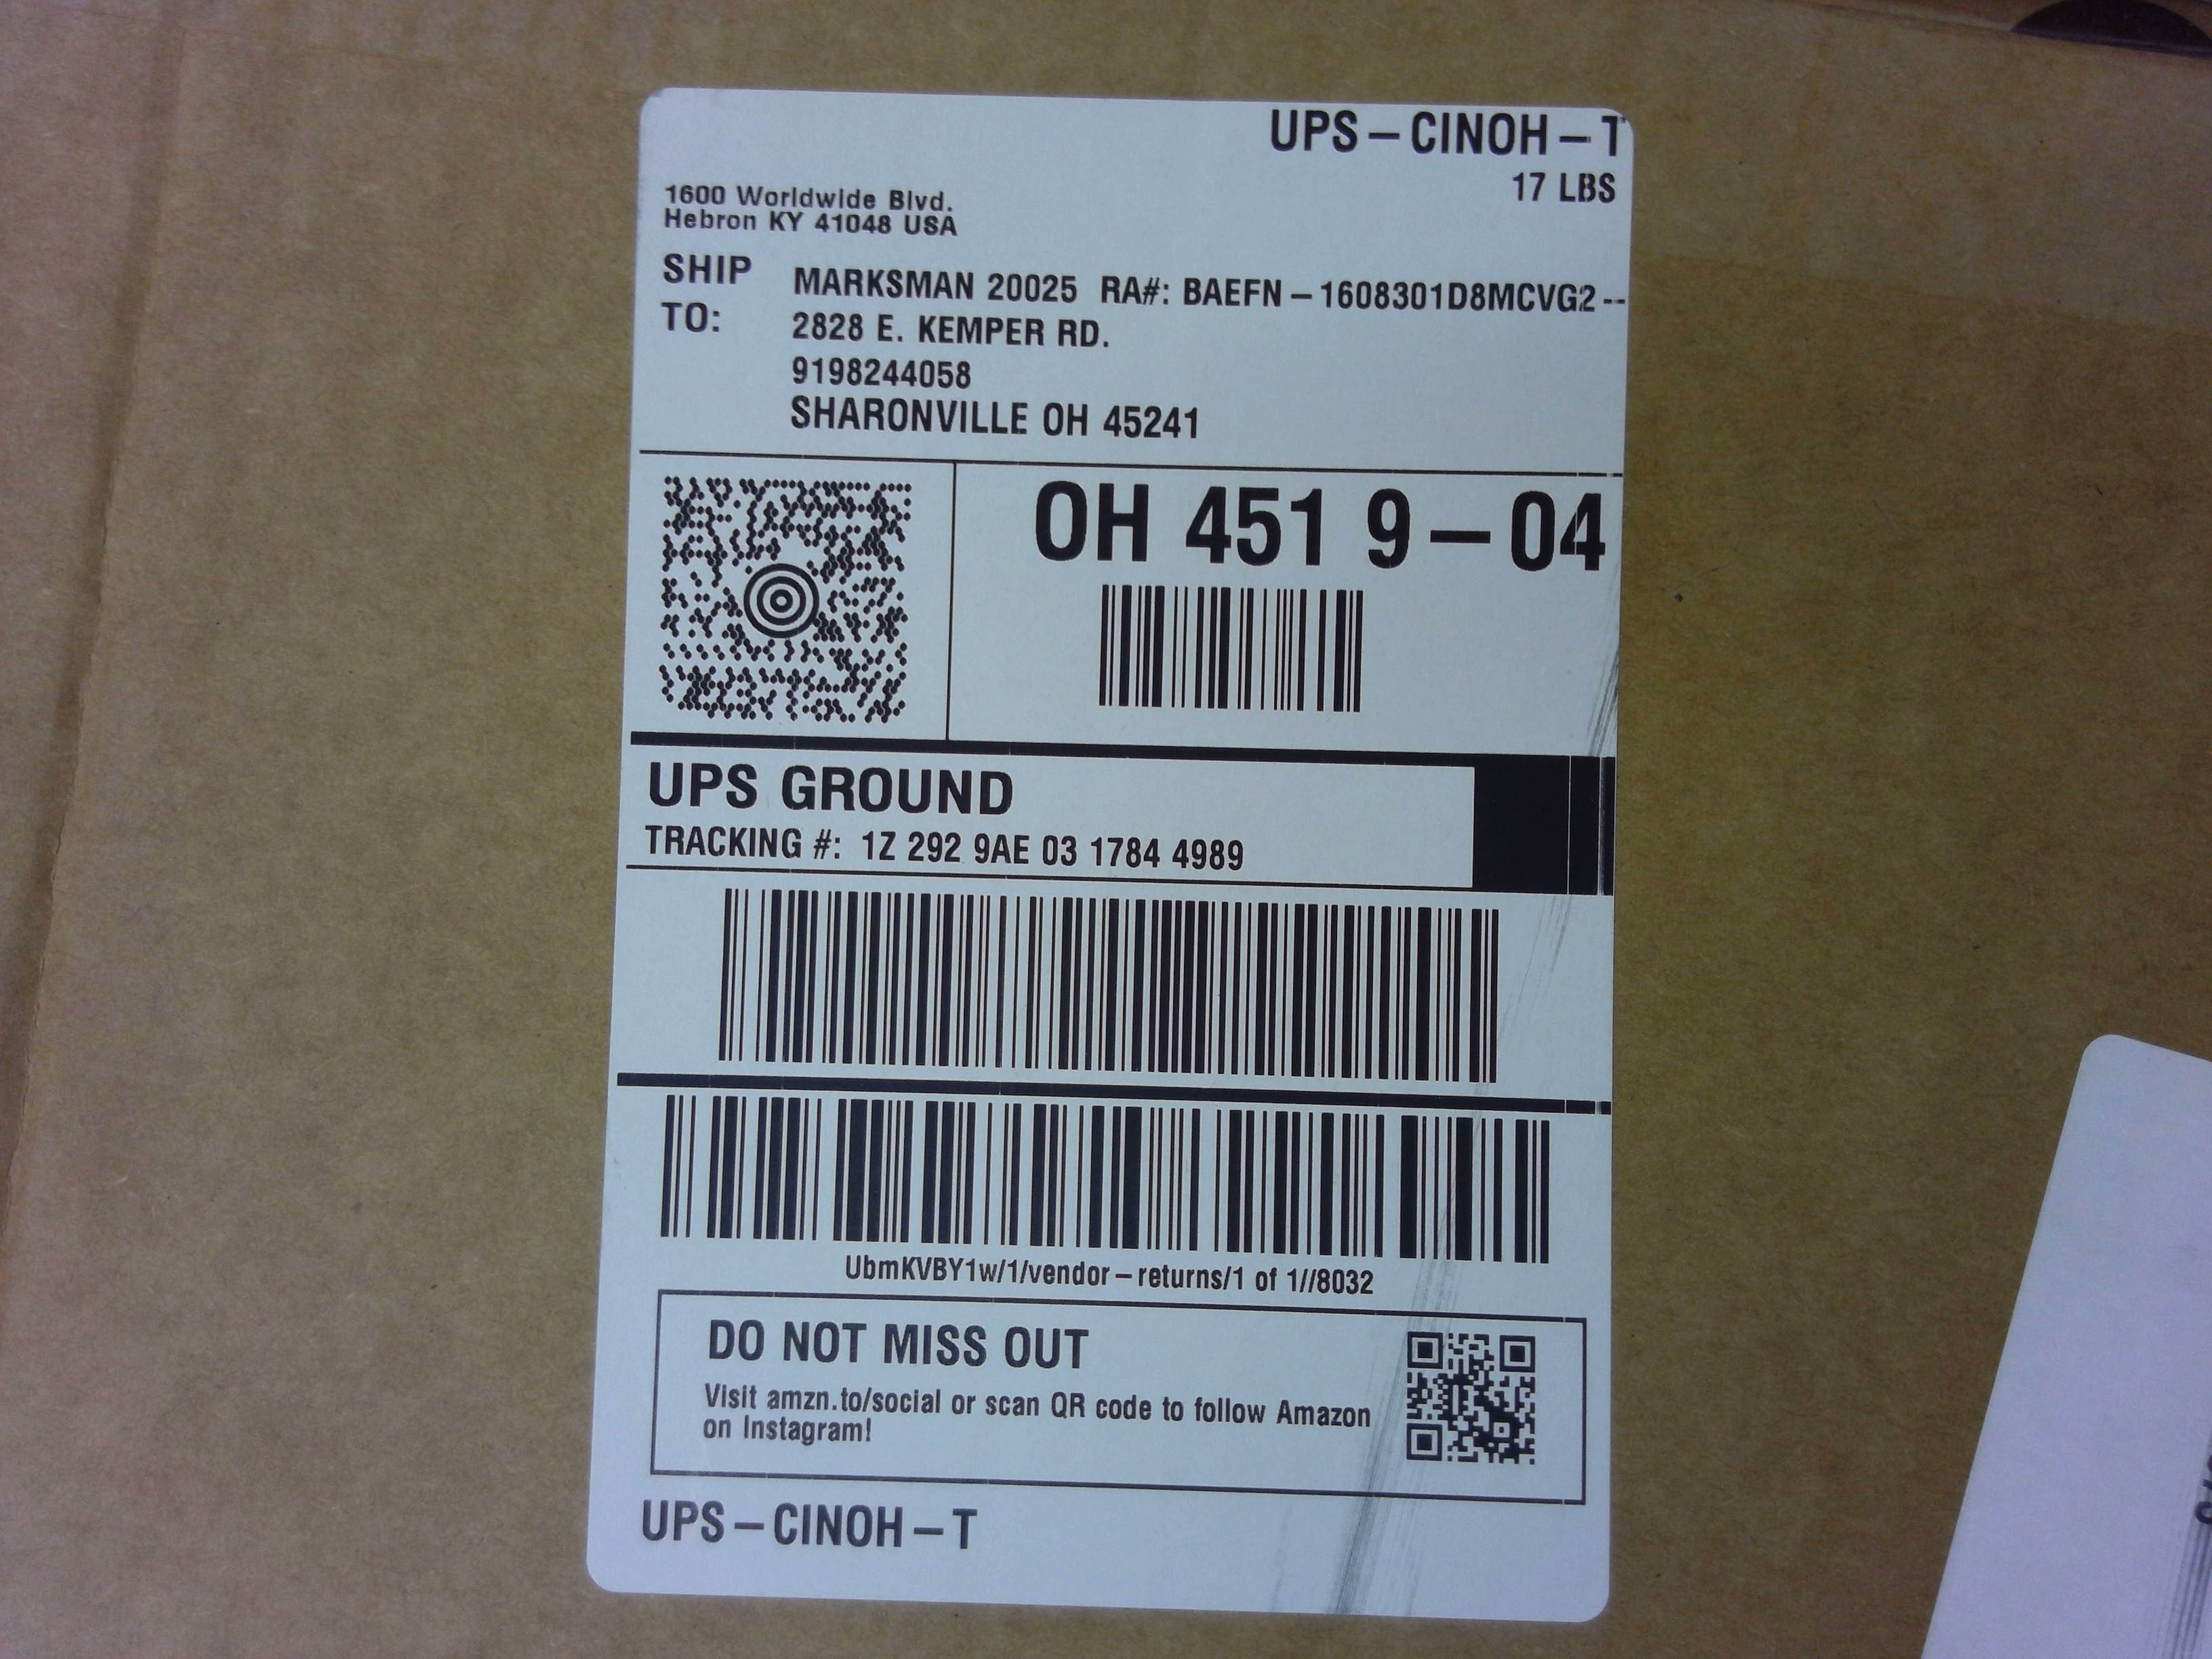 UPS – CINOH – T
17 LBS
1600 Worldwide Blvd.
Hebron KY 41048 USA
SHIP TO:
MARKSMAN 20025 RA#: BAEFN – 1608301D8MCVG2 --
2828 E. KEMPER RD.
9198244058
SHARONVILLE OH 45241
OH 451 9 – 04
UPS GROUND
TRACKING #: 1Z 292 9AE 03 1784 4989
UbmKVBY1w/1/vendor – returns/1 of 1//8032
DO NOT MISS OUT
Visit amzn.to/social or scan QR code to follow Amazon
on Instagram!
UPS – CINOH – T